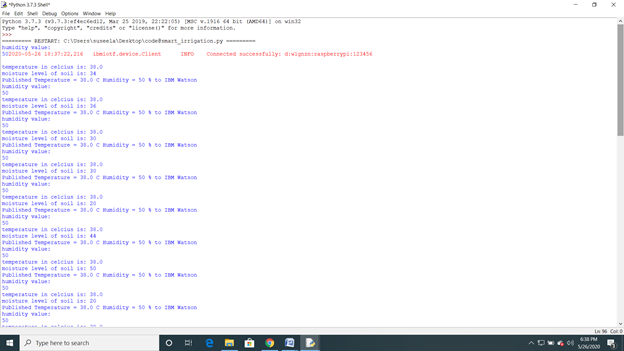 *Python 3.7.3 Shell*
File Edit Shell Debug Options Window Help
Python 3.7.3 (v3.7.3:ef4ec6ed12, Mar 25 2019, 22:22:05) [MSC v.1916 64 bit (AMD64)] on win32
Type "help", "copyright", "credits" or "license()" for more information.
>>>
========= RESTART: C:\Users\suseela\Desktop\code#smart_irrigation.py =========
humidity value:
502020-05-26 18:37:22,216 ibmiotf.device.Client INFO Connected successfully: d:wignzn:raspberrypi:123456
temperature in celcius is: 38.0
moisture level of soil is: 34
Published Temperature = 38.0 C Humidity = 50 % to IBM Watson
humidity value:
50
temperature in celcius is: 38.0
moisture level of soil is: 36
Published Temperature = 38.0 C Humidity = 50 % to IBM Watson
humidity value:
50
temperature in celcius is: 38.0
moisture level of soil is: 30
Published Temperature = 38.0 C Humidity = 50 % to IBM Watson
humidity value:
50
temperature in celcius is: 38.0
moisture level of soil is: 30
Published Temperature = 38.0 C Humidity = 50 % to IBM Watson
humidity value:
50
temperature in celcius is: 38.0
moisture level of soil is: 20
Published Temperature = 38.0 C Humidity = 50 % to IBM Watson
humidity value:
50
temperature in celcius is: 38.0
moisture level of soil is: 44
Published Temperature = 38.0 C Humidity = 50 % to IBM Watson
humidity value:
50
temperature in celcius is: 38.0
moisture level of soil is: 50
Published Temperature = 38.0 C Humidity = 50 % to IBM Watson
humidity value:
50
temperature in celcius is: 38.0
moisture level of soil is: 20
Published Temperature = 38.0 C Humidity = 50 % to IBM Watson
humidity value:
50
Ln: 96 Col: 0
Type here to search
6:38 PM
5/26/2020